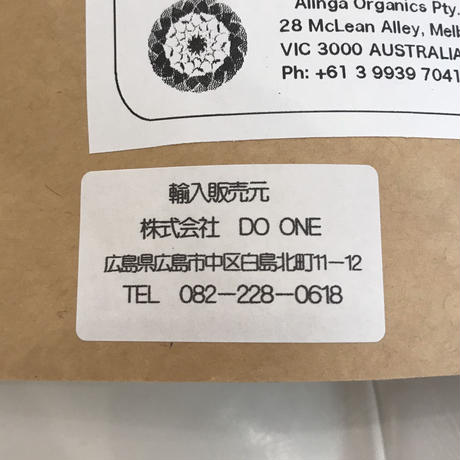 Alinga Organics Pty.
28 McLean Alley, Melb
VIC 3000 AUSTRALIA
Ph: +61 3 9939 7041
輸入販売元
株式会社 DO ONE
広島県広島市中区白島北町11−12
TEL 082−228−0618